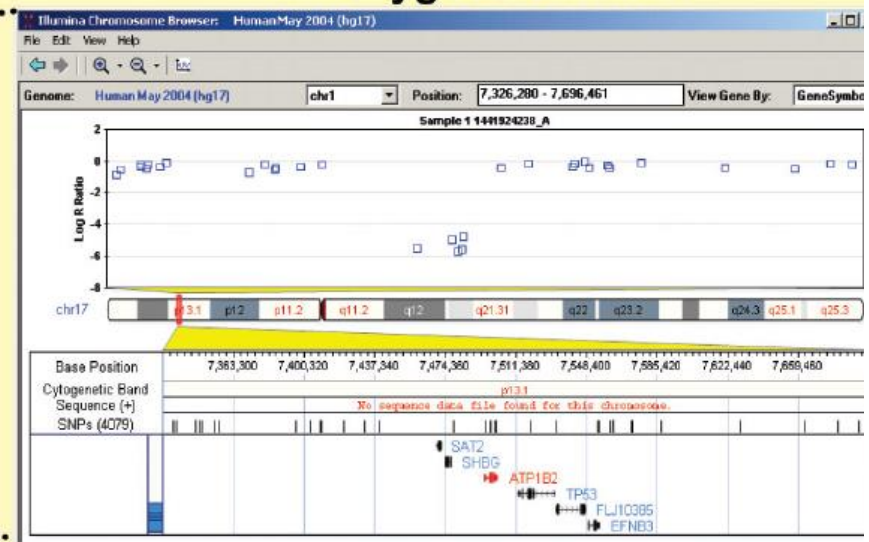 Illumina Chromosome Browser: HumanMay 2004 (hg17)
File Edit View Help
Genome: Human May 2004 (hg17) chr1 Position: 7,326,280 - 7,696,461 View Gene By: GeneSymbo
Sample 1 1441924238_A
Log R Ratio
2
0
-2
-4
-6
-8
chr17 p13.1 p12 p11.2 q11.2 q12 q21.31 q22 q23.2 q24.3 q25.1 q25.3
Base Position 7,363,300 7,400,320 7,437,340 7,474,360 7,511,380 7,548,400 7,585,420 7,622,440 7,659,460
Cytogenetic Band p13.1
Sequence (+) No sequence data file found for this chromosome.
SNPs (4079)
SAT2
SHBG
ATP1B2
TP53
FLJ10385
EFNB3